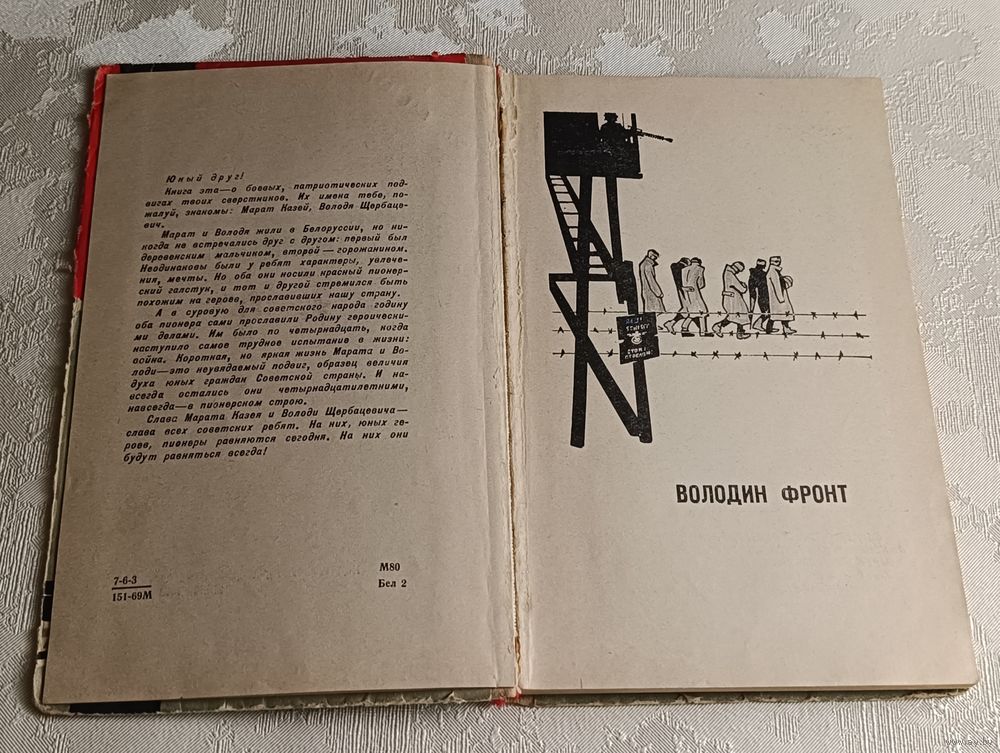 Юный друг!
Книга эта—о боевых, патриотических под-
вигах твоих сверстников. Их имена тебе, по-
жалуй, знакомы: Марат Казей, Володя Щербаце-
вич.
Марат и Володя жили в Белоруссии, но ни-
когда не встречались друг с другом: первый был
деревенским мальчиком, второй—горожанином.
Неодинаковы были у ребят характеры, увлече-
ния, мечты. Но оба они носили красный пионер-
ский галстук, и тот и другой стремился быть
похожим на героев, прославивших нашу страну.
А в суровую для советского народа годину
оба пионера сами прославили Родину героически-
ми делами. Им было по четырнадцать, когда
наступило самое трудное испытание в жизни:
война. Короткая, но яркая жизнь Марата и Во-
лоди—это неувядаемый подвиг, образец величия
духа юных граждан Советской страны. И на-
всегда остались они четырнадцатилетними,
навсегда—в пионерском строю.
Слава Марата Казея и Володи Щербацевича—
слава всех советских ребят. На них, юных ге-
роев, пионеры равняются сегодня. На них они
будут равняться всегда!
7-6-3
151-69М
М80
Бел 2
ВОЛОДИН ФРОНТ